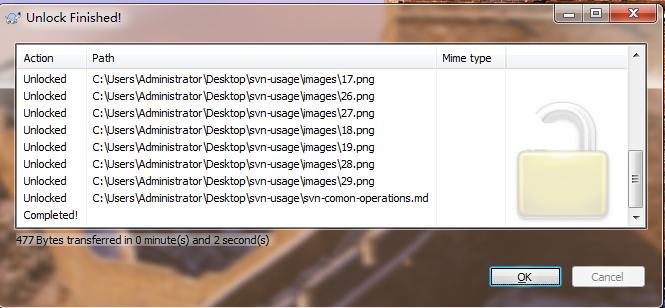 Unlock Finished!
Action Path Mime type
Unlocked C:\Users\Administrator\Desktop\svn-usage\images\17.png
Unlocked C:\Users\Administrator\Desktop\svn-usage\images\26.png
Unlocked C:\Users\Administrator\Desktop\svn-usage\images\27.png
Unlocked C:\Users\Administrator\Desktop\svn-usage\images\18.png
Unlocked C:\Users\Administrator\Desktop\svn-usage\images\19.png
Unlocked C:\Users\Administrator\Desktop\svn-usage\images\28.png
Unlocked C:\Users\Administrator\Desktop\svn-usage\images\29.png
Unlocked C:\Users\Administrator\Desktop\svn-usage\svn-comon-operations.md
Completed!
477 Bytes transferred in 0 minute(s) and 2 second(s)
OK Cancel